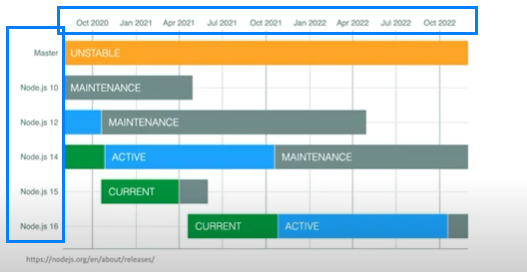 Oct 2020 Jan 2021 Apr 2021 Jul 2021 Oct 2021 Jan 2022 Apr 2022 Jul 2022 Oct 2022
Master UNSTABLE
Node.js 10 MAINTENANCE
Node.js 12 MAINTENANCE
Node.js 14 ACTIVE MAINTENANCE
Node.js 15 CURRENT
Node.js 16 CURRENT ACTIVE
https://nodejs.org/en/about/releases/